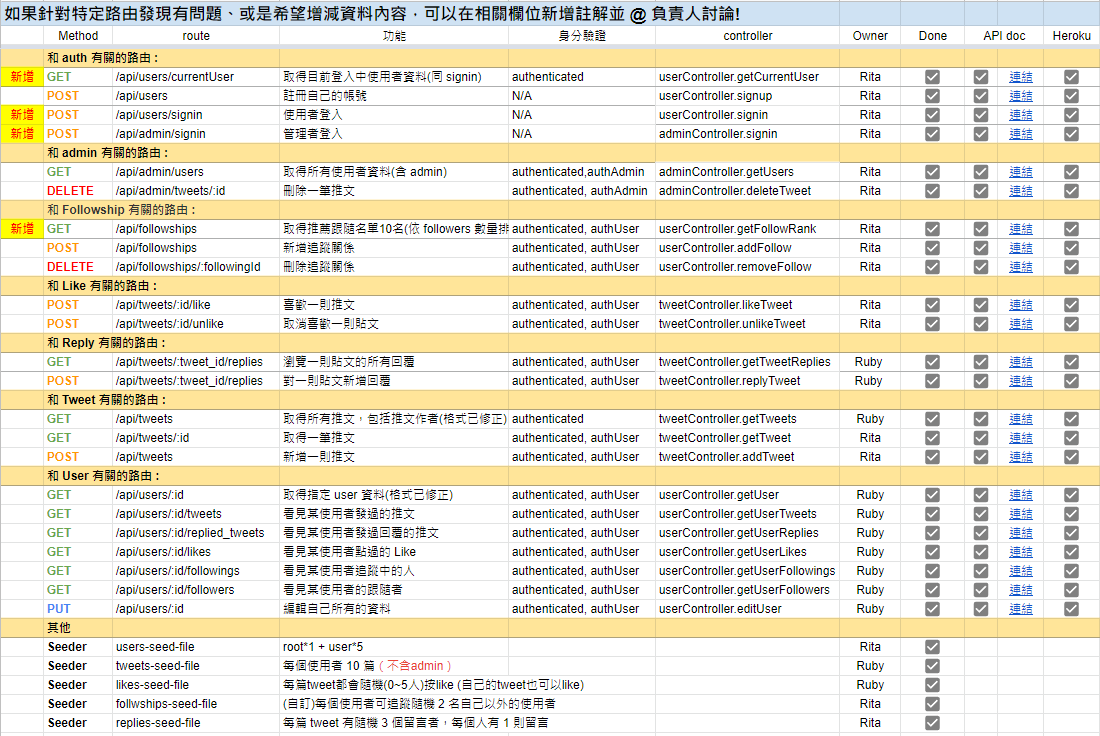 如果針對特定路由發現有問題、或是希望增減資料內容，可以在相關欄位新增註解並 @ 負責人討論!
Method route 功能 身分驗證 controller Owner Done API doc Heroku
和 auth 有關的路由：
新增 GET /api/users/currentUser 取得目前登入中使用者資料(同 signin) authenticated userController.getCurrentUser Rita 連結
POST /api/users 註冊自己的帳號 N/A userController.signup Rita 連結
新增 POST /api/users/signin 使用者登入 N/A userController.signin Rita 連結
新增 POST /api/admin/signin 管理者登入 N/A adminController.signin Rita 連結
和 admin 有關的路由：
GET /api/admin/users 取得所有使用者資料(含 admin) authenticated,authAdmin adminController.getUsers Rita 連結
DELETE /api/admin/tweets/:id 刪除一筆推文 authenticated, authAdmin adminController.deleteTweet Rita 連結
和 Followship 有關的路由：
新增 GET /api/followships 取得推薦跟隨名單10名(依 followers 數量排 authenticated, authUser userController.getFollowRank Rita 連結
POST /api/followships 新增追蹤關係 authenticated, authUser userController.addFollow Rita 連結
DELETE /api/followships/:followingId 刪除追蹤關係 authenticated, authUser userController.removeFollow Rita 連結
和 Like 有關的路由：
POST /api/tweets/:id/like 喜歡一則推文 authenticated, authUser tweetController.likeTweet Rita 連結
POST /api/tweets/:id/unlike 取消喜歡一則貼文 authenticated, authUser tweetController.unlikeTweet Rita 連結
和 Reply 有關的路由：
GET /api/tweets/:tweet_id/replies 瀏覽一則貼文的所有回覆 authenticated, authUser tweetController.getTweetReplies Ruby 連結
POST /api/tweets/:tweet_id/replies 對一則貼文新增回覆 authenticated, authUser tweetController.replyTweet Ruby 連結
和 Tweet 有關的路由：
GET /api/tweets 取得所有推文，包括推文作者(格式已修正) authenticated tweetController.getTweets Ruby 連結
GET /api/tweets/:id 取得一筆推文 authenticated, authUser tweetController.getTweet Rita 連結
POST /api/tweets 新增一則推文 authenticated, authUser tweetController.addTweet Rita 連結
和 User 有關的路由：
GET /api/users/:id 取得指定 user 資料(格式已修正) authenticated, authUser userController.getUser Ruby 連結
GET /api/users/:id/tweets 看見某使用者發過的推文 authenticated, authUser userController.getUserTweets Ruby 連結
GET /api/users/:id/replied_tweets 看見某使用者發過回覆的推文 authenticated, authUser userController.getUserReplies Ruby 連結
GET /api/users/:id/likes 看見某使用者點過的 Like authenticated, authUser userController.getUserLikes Ruby 連結
GET /api/users/:id/followings 看見某使用者追蹤中的人 authenticated, authUser userController.getUserFollowings Ruby 連結
GET /api/users/:id/followers 看見某使用者的跟隨者 authenticated, authUser userController.getUserFollowers Ruby 連結
PUT /api/users/:id 編輯自己所有的資料 authenticated, authUser userController.editUser Ruby 連結
其他
Seeder users-seed-file root*1 + user*5 Rita
Seeder tweets-seed-file 每個使用者 10 篇（不含admin） Ruby
Seeder likes-seed-file 每篇tweet都會隨機(0~5人)按like (自己的tweet也可以like) Ruby
Seeder follwships-seed-file (自訂)每個使用者可追蹤隨機 2 名自己以外的使用者 Rita
Seeder replies-seed-file 每篇 tweet 有隨機 3 個留言者，每個人有 1 則留言 Rita